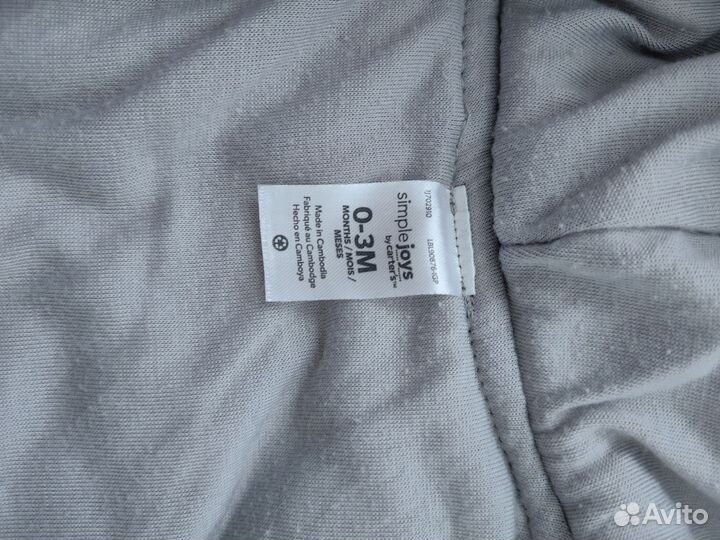 simple joys
by carter's™
0-3M
MONTHS / MOIS /
MESES
Made in Cambodia
Fabriqué au Cambodge
Hecho en Camboya
Avito